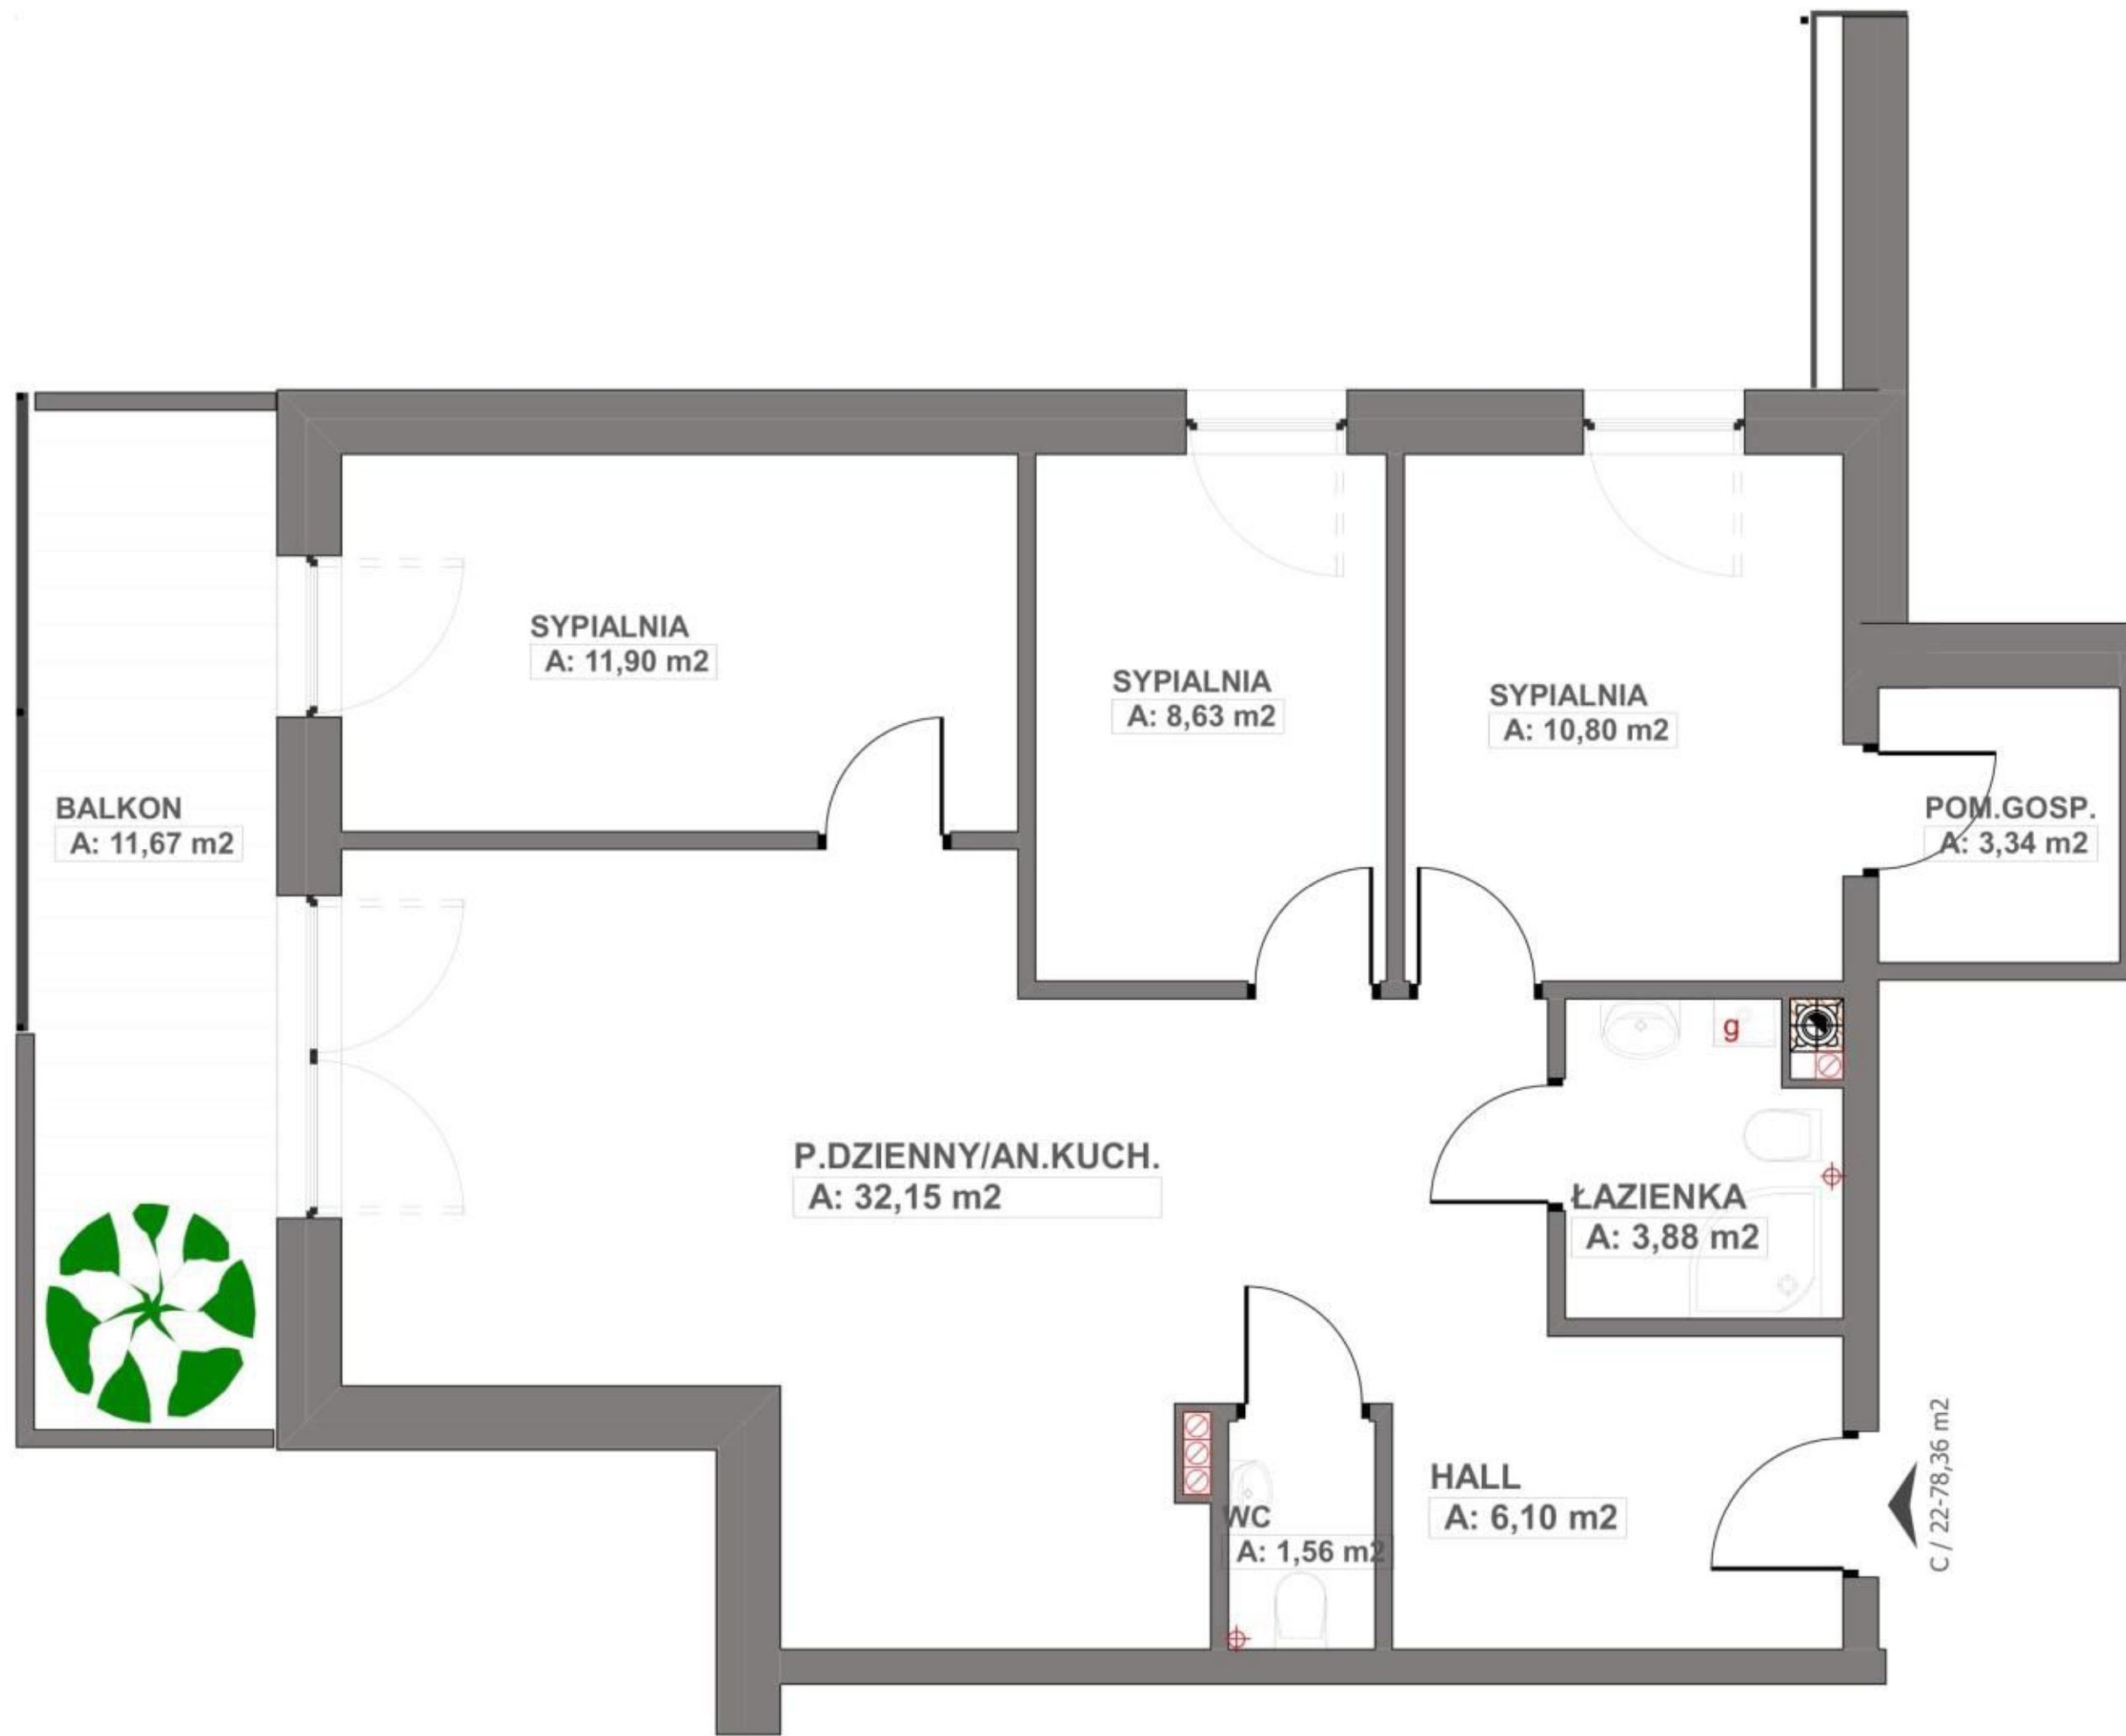 SYPIALNIA
A: 11,90 m2
SYPIALNIA
A: 8,63 m2
SYPIALNIA
A: 10,80 m2
BALKON
A: 11,67 m2
POM.GOSP.
A: 3,34 m2
g
P.DZIENNY/AN.KUCH.
A: 32,15 m2
ŁAZIENKA
A: 3,88 m2
HALL
A: 6,10 m2
WC
A: 1,56 m2
C / 22-78,36 m2